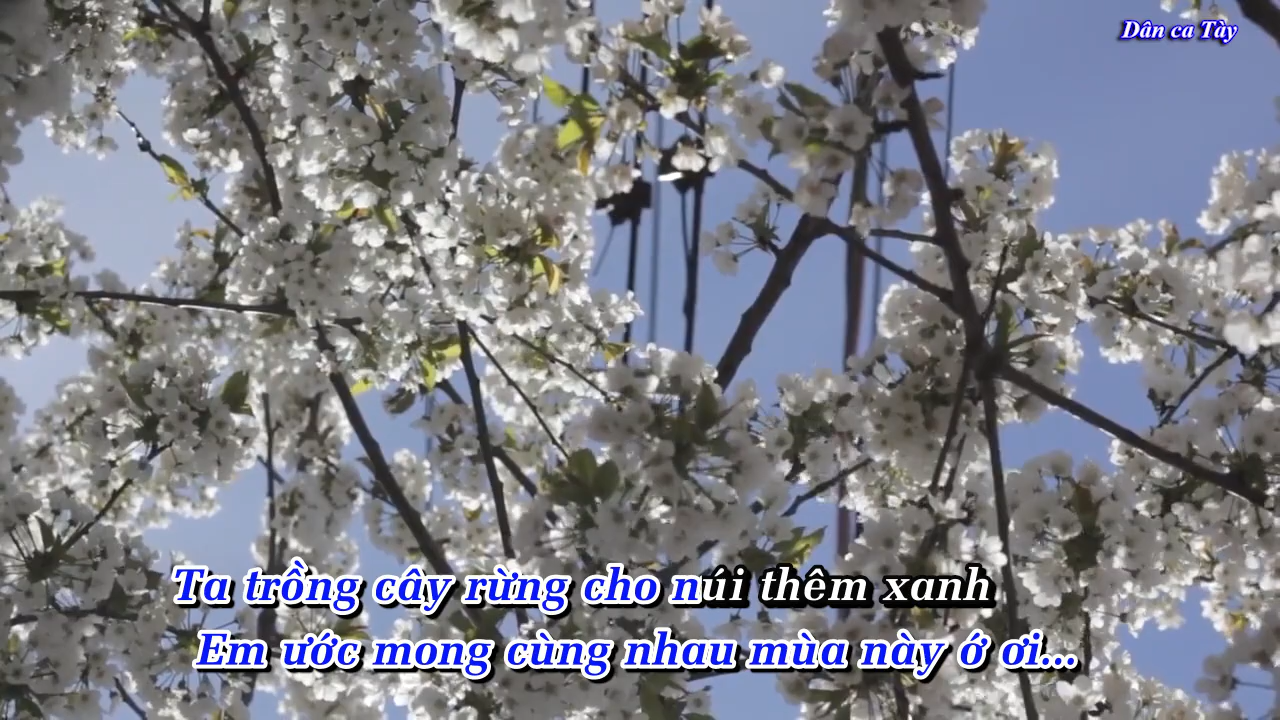 Dân ca Tày
Ta trồng cây rừng cho núi thêm xanh
Em ước mong cùng nhau mùa này ớ ơi...